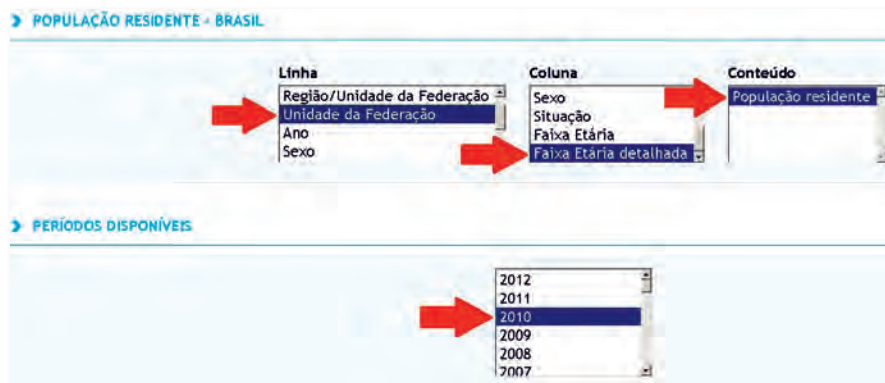 POPULAÇÃO RESIDENTE - BRASIL
Linha
Região/Unidade da Federação
Unidade da Federação
Ano
Sexo
Coluna
Sexo
Situação
Faixa Etária
Faixa Etária detalhada
Conteúdo
População residente
PERÍODOS DISPONÍVEIS
2012
2011
2010
2009
2008
2007